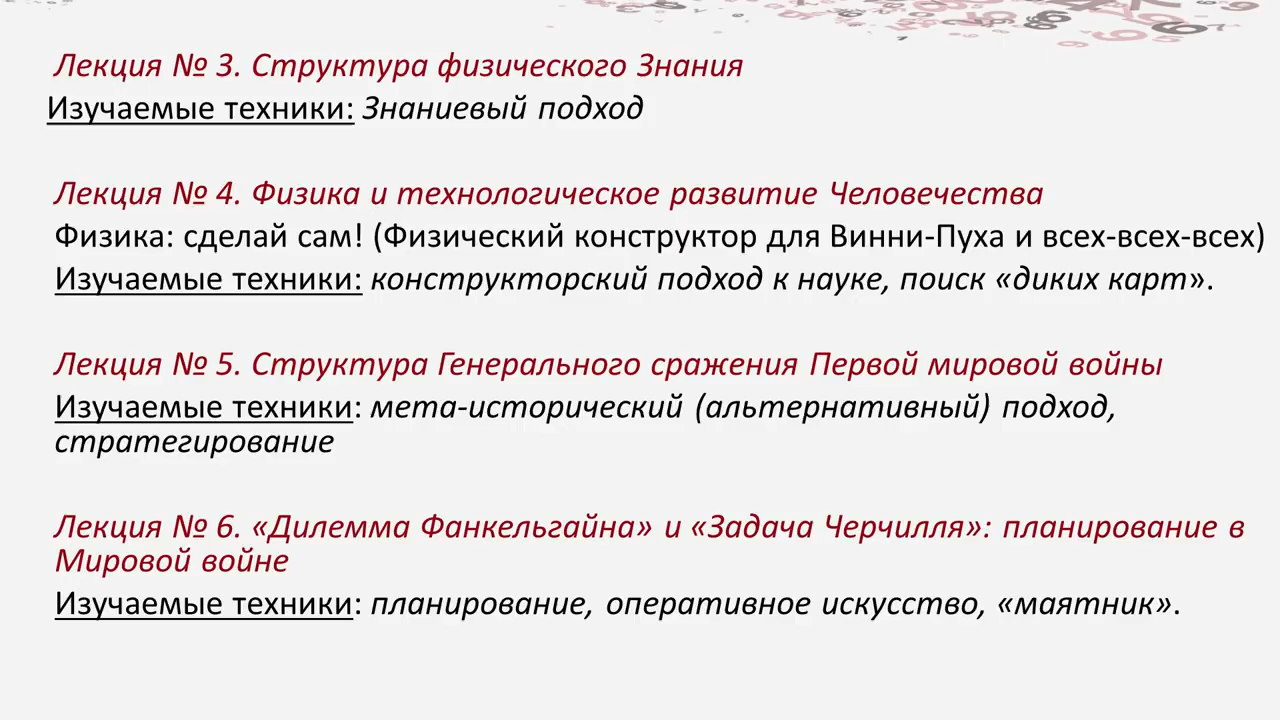 Лекция № 3. Структура физического Знания
Изучаемые техники: Знаниевый подход
Лекция № 4. Физика и технологическое развитие Человечества
Физика: сделай сам! (Физический конструктор для Винни-Пуха и всех-всех-всех)
Изучаемые техники: конструкторский подход к науке, поиск «диких карт».
Лекция № 5. Структура Генерального сражения Первой мировой войны
Изучаемые техники: мета-исторический (альтернативный) подход,
стратегирование
Лекция № 6. «Дилемма Фанкельгайна» и «Задача Черчилля»: планирование в
Мировой войне
Изучаемые техники: планирование, оперативное искусство, «маятник».